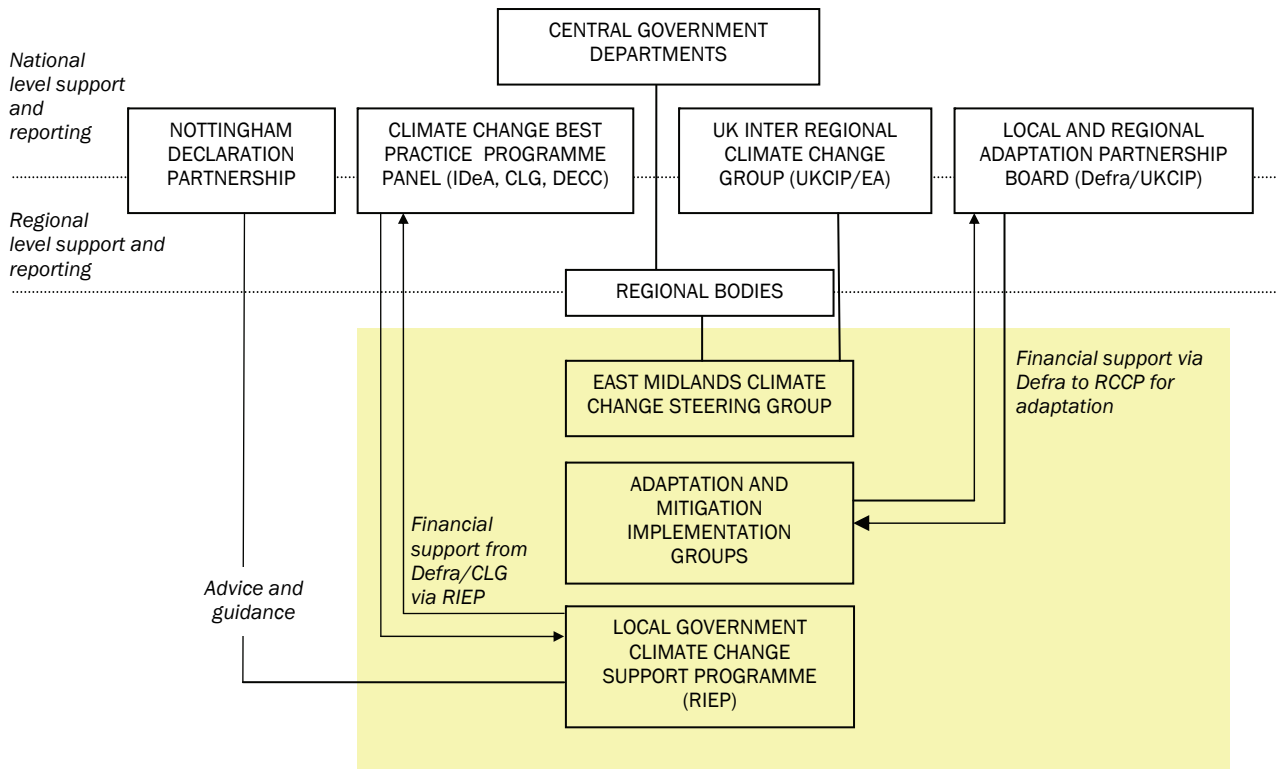 CENTRAL GOVERNMENT
DEPARTMENTS
National
level support
and
reporting
NOTTINGHAM
DECLARATION
PARTNERSHIP
CLIMATE CHANGE BEST
PRACTICE PROGRAMME
PANEL (IDeA, CLG, DECC)
UK INTER REGIONAL
CLIMATE CHANGE
GROUP (UKCIP/EA)
LOCAL AND REGIONAL
ADAPTATION PARTNERSHIP
BOARD (Defra/UKCIP)
Regional
level support and
reporting
REGIONAL BODIES
EAST MIDLANDS CLIMATE
CHANGE STEERING GROUP
Financial support via
Defra to RCCP for
adaptation
ADAPTATION AND
MITIGATION
IMPLEMENTATION
GROUPS
Financial
support from
Defra/CLG
via RIEP
Advice and
guidance
LOCAL GOVERNMENT
CLIMATE CHANGE
SUPPORT PROGRAMME
(RIEP)